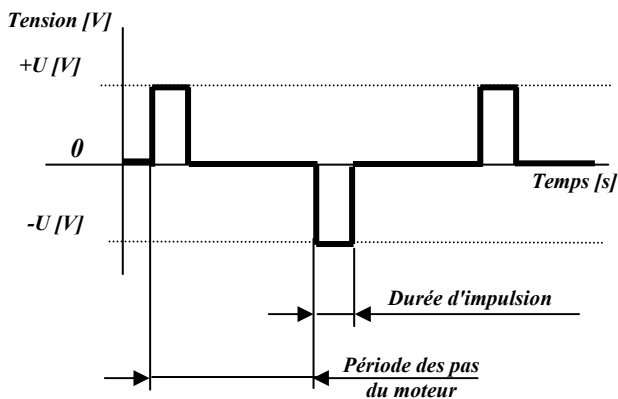 Tension [V]
+U [V]
0
Temps [s]
-U [V]
Durée d'impulsion
Période des pas
du moteur